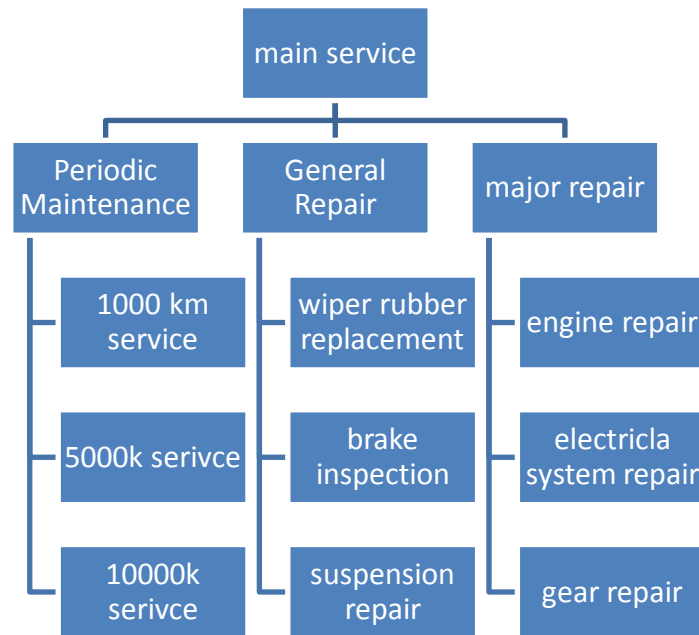 main service
Periodic
Maintenance
General
Repair
major repair
1000 km
service
wiper rubber
replacement
engine repair
5000k serivce
brake
inspection
electricla
system repair
10000k
serivce
suspension
repair
gear repair